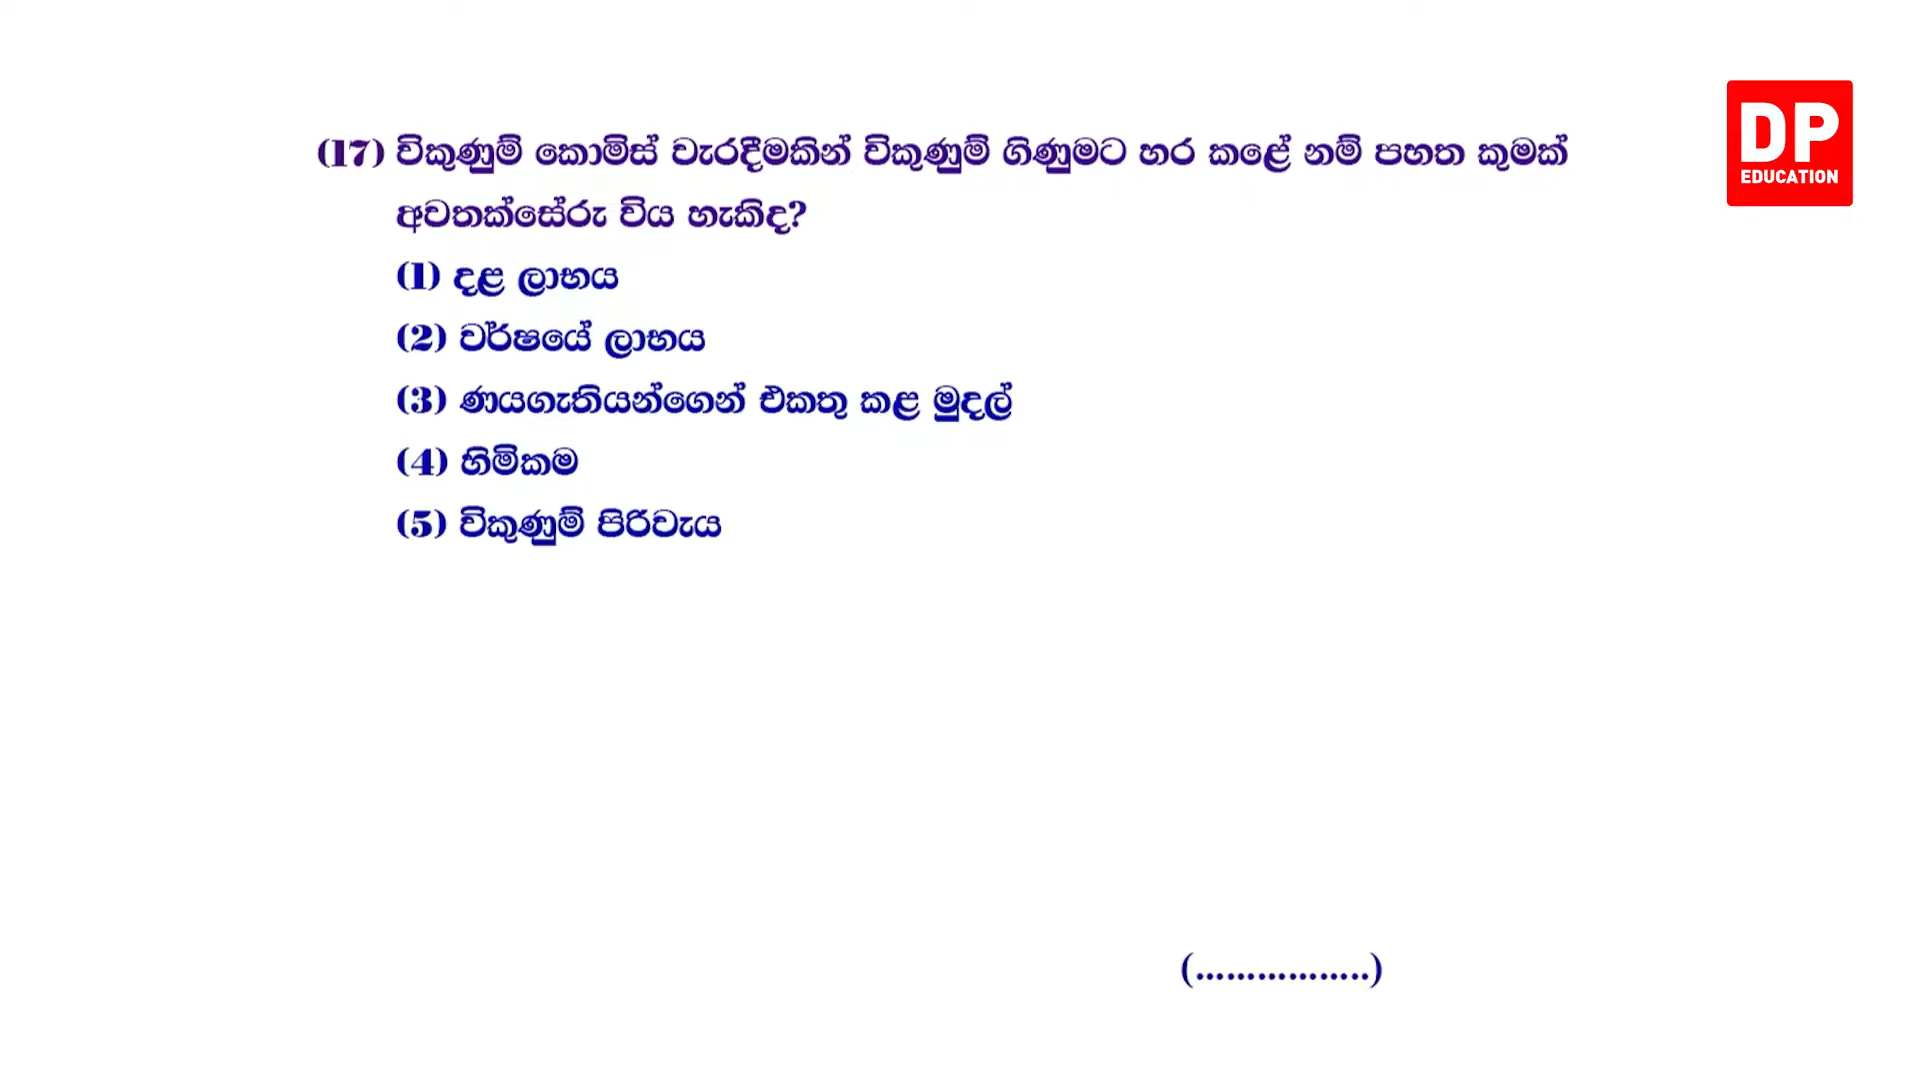 DP
EDUCATION
(17) විකුණුම් කොමිස් වැරදීමකින් විකුණුම් ගිණුමට හර කළේ නම් පහත කුමක්
අවතක්සේරු විය හැකිද?
(1) දළ ලාභය
(2) වර්ෂයේ ලාභය
(3) ණයගැතියන්ගෙන් එකතු කළ මුදල්
(4) හිමිකම
(5) විකුණුම් පිරිවැය
(.................)